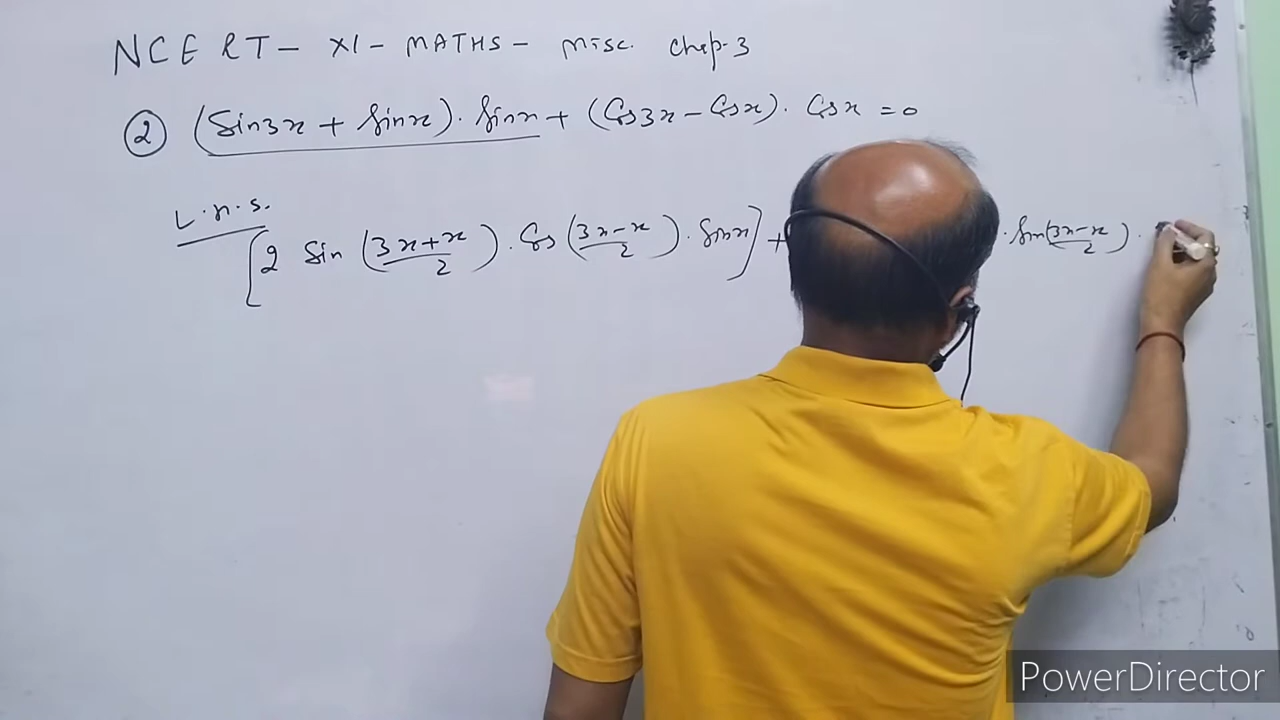 NCERT - XI - MATHS - Misc. Chap-3
② (Sin3x + Sinx). Sinx + (Cos3x - Cosx). Cosx = 0
L.H.S.
[2 Sin (3x+x/2). Cos (3x-x/2). Sinx] + . Sin(3x-x/2).
PowerDirector